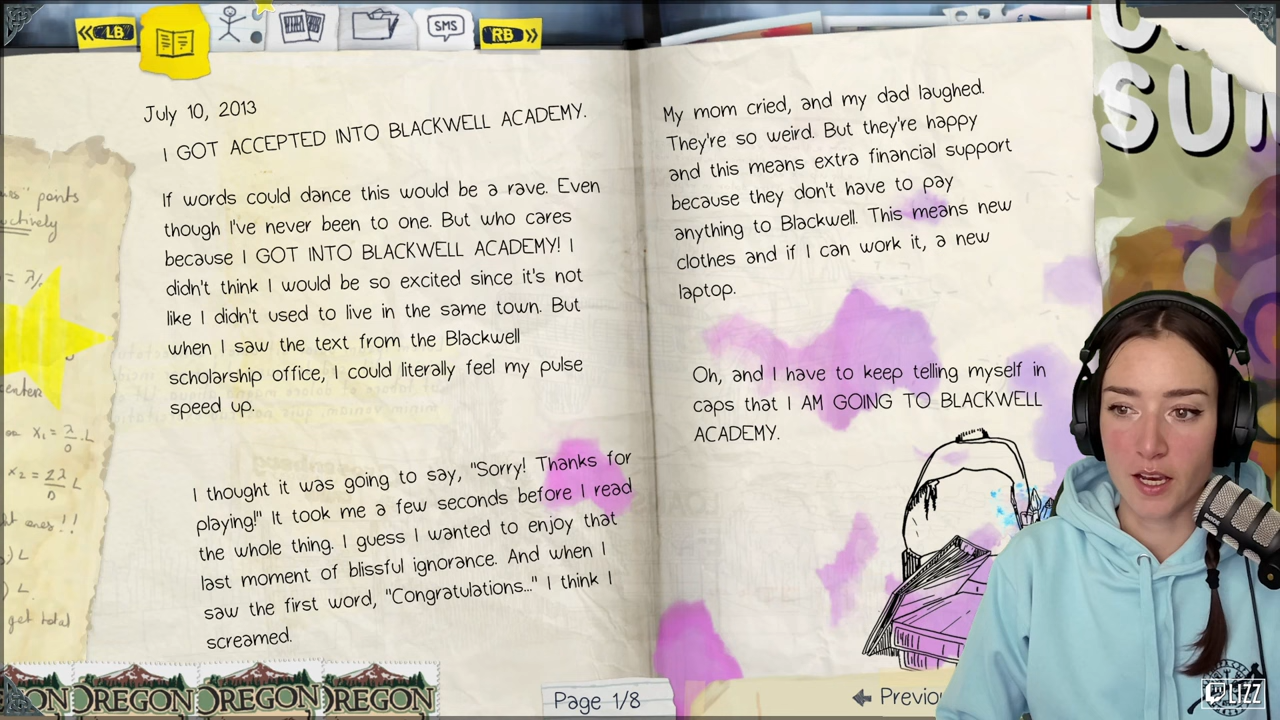 LB
SMS
RB
July 10, 2013
I GOT ACCEPTED INTO BLACKWELL ACADEMY.
If words could dance this would be a rave. Even
though I've never been to one. But who cares
because I GOT INTO BLACKWELL ACADEMY! I
didn't think I would be so excited since it's not
like I didn't used to live in the same town. But
when I saw the text from the Blackwell
scholarship office, I could literally feel my pulse
speed up.
I thought it was going to say, "Sorry! Thanks for
playing!" It took me a few seconds before I read
the whole thing. I guess I wanted to enjoy that
last moment of blissful ignorance. And when I
saw the first word, "Congratulations..." I think I
screamed.
My mom cried, and my dad laughed.
They're so weird. But they're happy
and this means extra financial support
because they don't have to pay
anything to Blackwell. This means new
clothes and if I can work it, a new
laptop.
Oh, and I have to keep telling myself in
caps that I AM GOING TO BLACKWELL
ACADEMY.
points
ON OREGON OREGON OREGON
Page 1/8
Previo
SUN
LIZZ